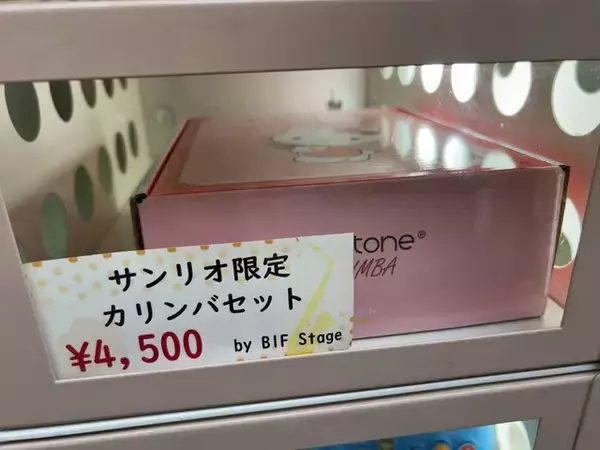 tone®
サンリオ限定
カリンバセット
¥4,500
by BIF Stage